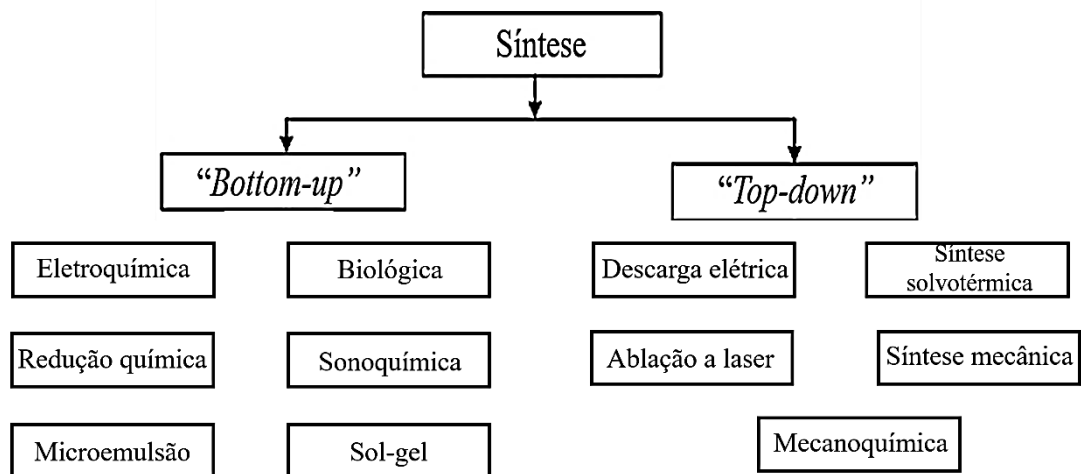 Síntese
“Bottom-up”
“Top-down”
Eletroquímica
Biológica
Descarga elétrica
Síntese
solvotérmica
Redução química
Sonoquímica
Ablação a laser
Síntese mecânica
Microemulsão
Sol-gel
Mecanoquímica